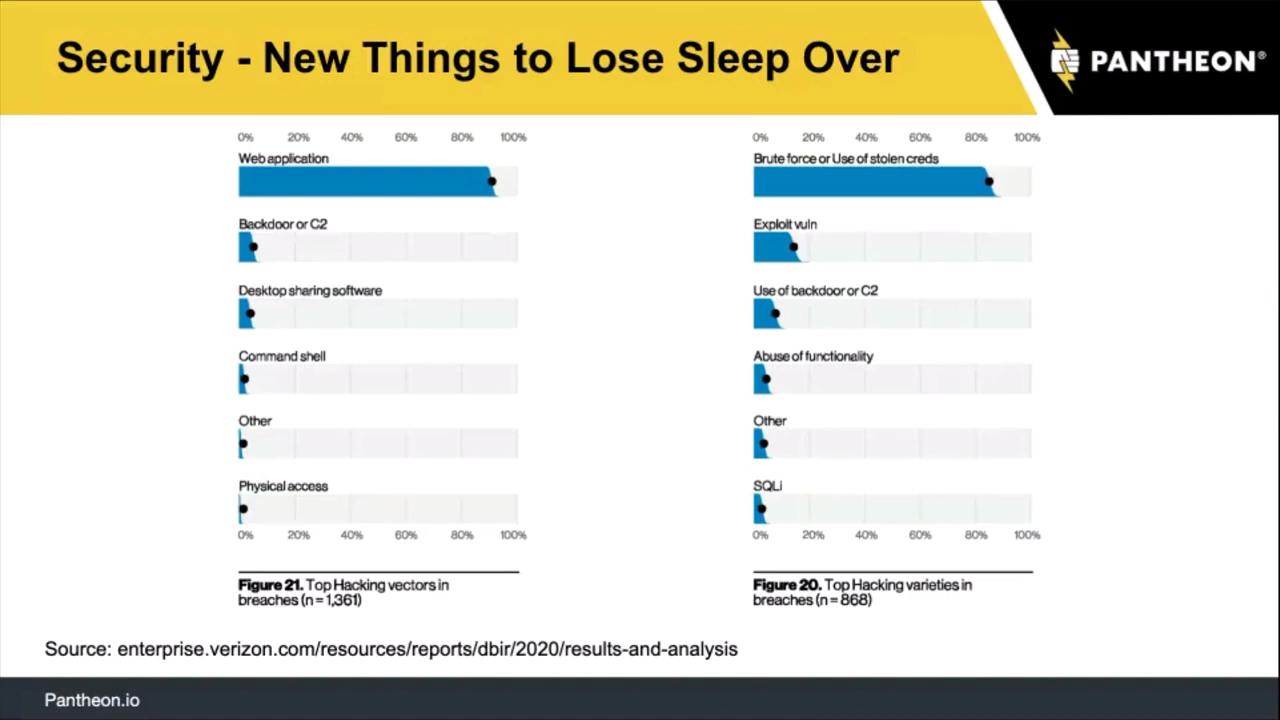 Security - New Things to Lose Sleep Over
PANTHEON®
0% 20% 40% 60% 80% 100%
Web application
Backdoor or C2
Desktop sharing software
Command shell
Other
Physical access
0% 20% 40% 60% 80% 100%
Figure 21. Top Hacking vectors in
breaches (n = 1,361)
0% 20% 40% 60% 80% 100%
Brute force or Use of stolen creds
Exploit vuln
Use of backdoor or C2
Abuse of functionality
Other
SQLi
0% 20% 40% 60% 80% 100%
Figure 20. Top Hacking varieties in
breaches (n = 868)
Source: enterprise.verizon.com/resources/reports/dbir/2020/results-and-analysis
Pantheon.io